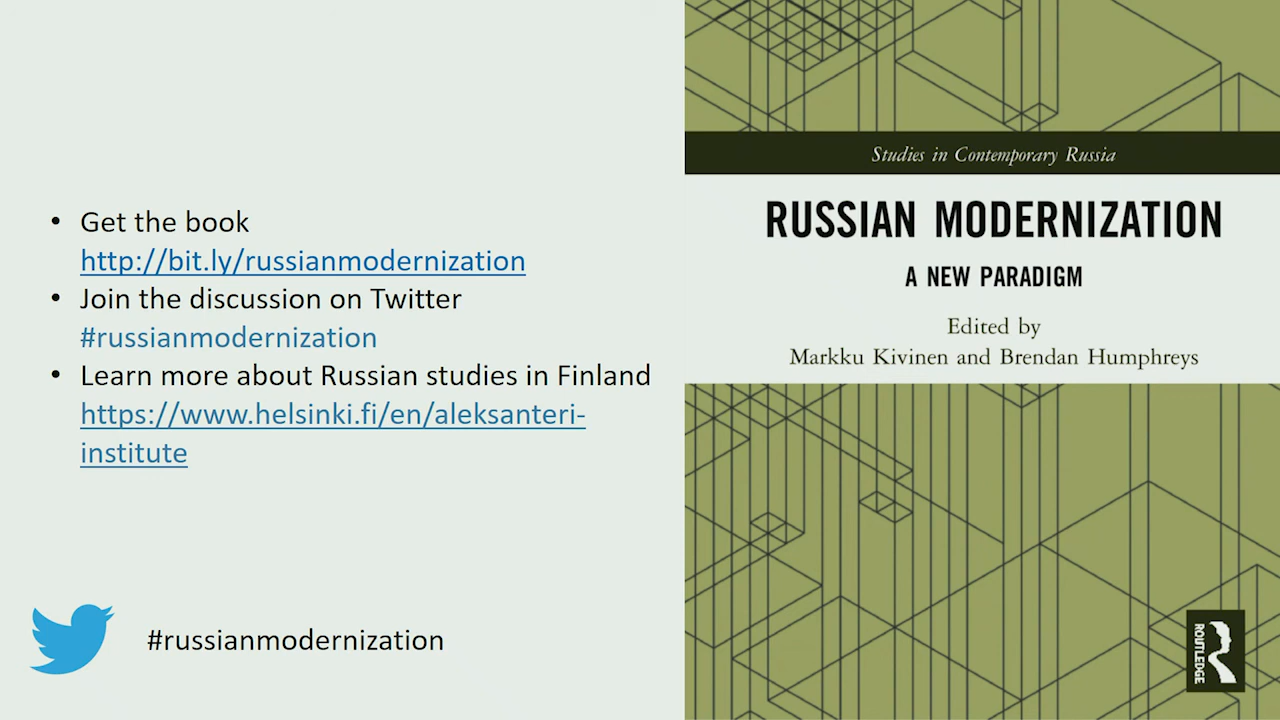 • Get the book
http://bit.ly/russianmodernization
• Join the discussion on Twitter
#russianmodernization
• Learn more about Russian studies in Finland
https://www.helsinki.fi/en/aleksanteri-
institute
#russianmodernization
Studies in Contemporary Russia
RUSSIAN MODERNIZATION
A NEW PARADIGM
Edited by
Markku Kivinen and Brendan Humphreys
ROUTLEDGE